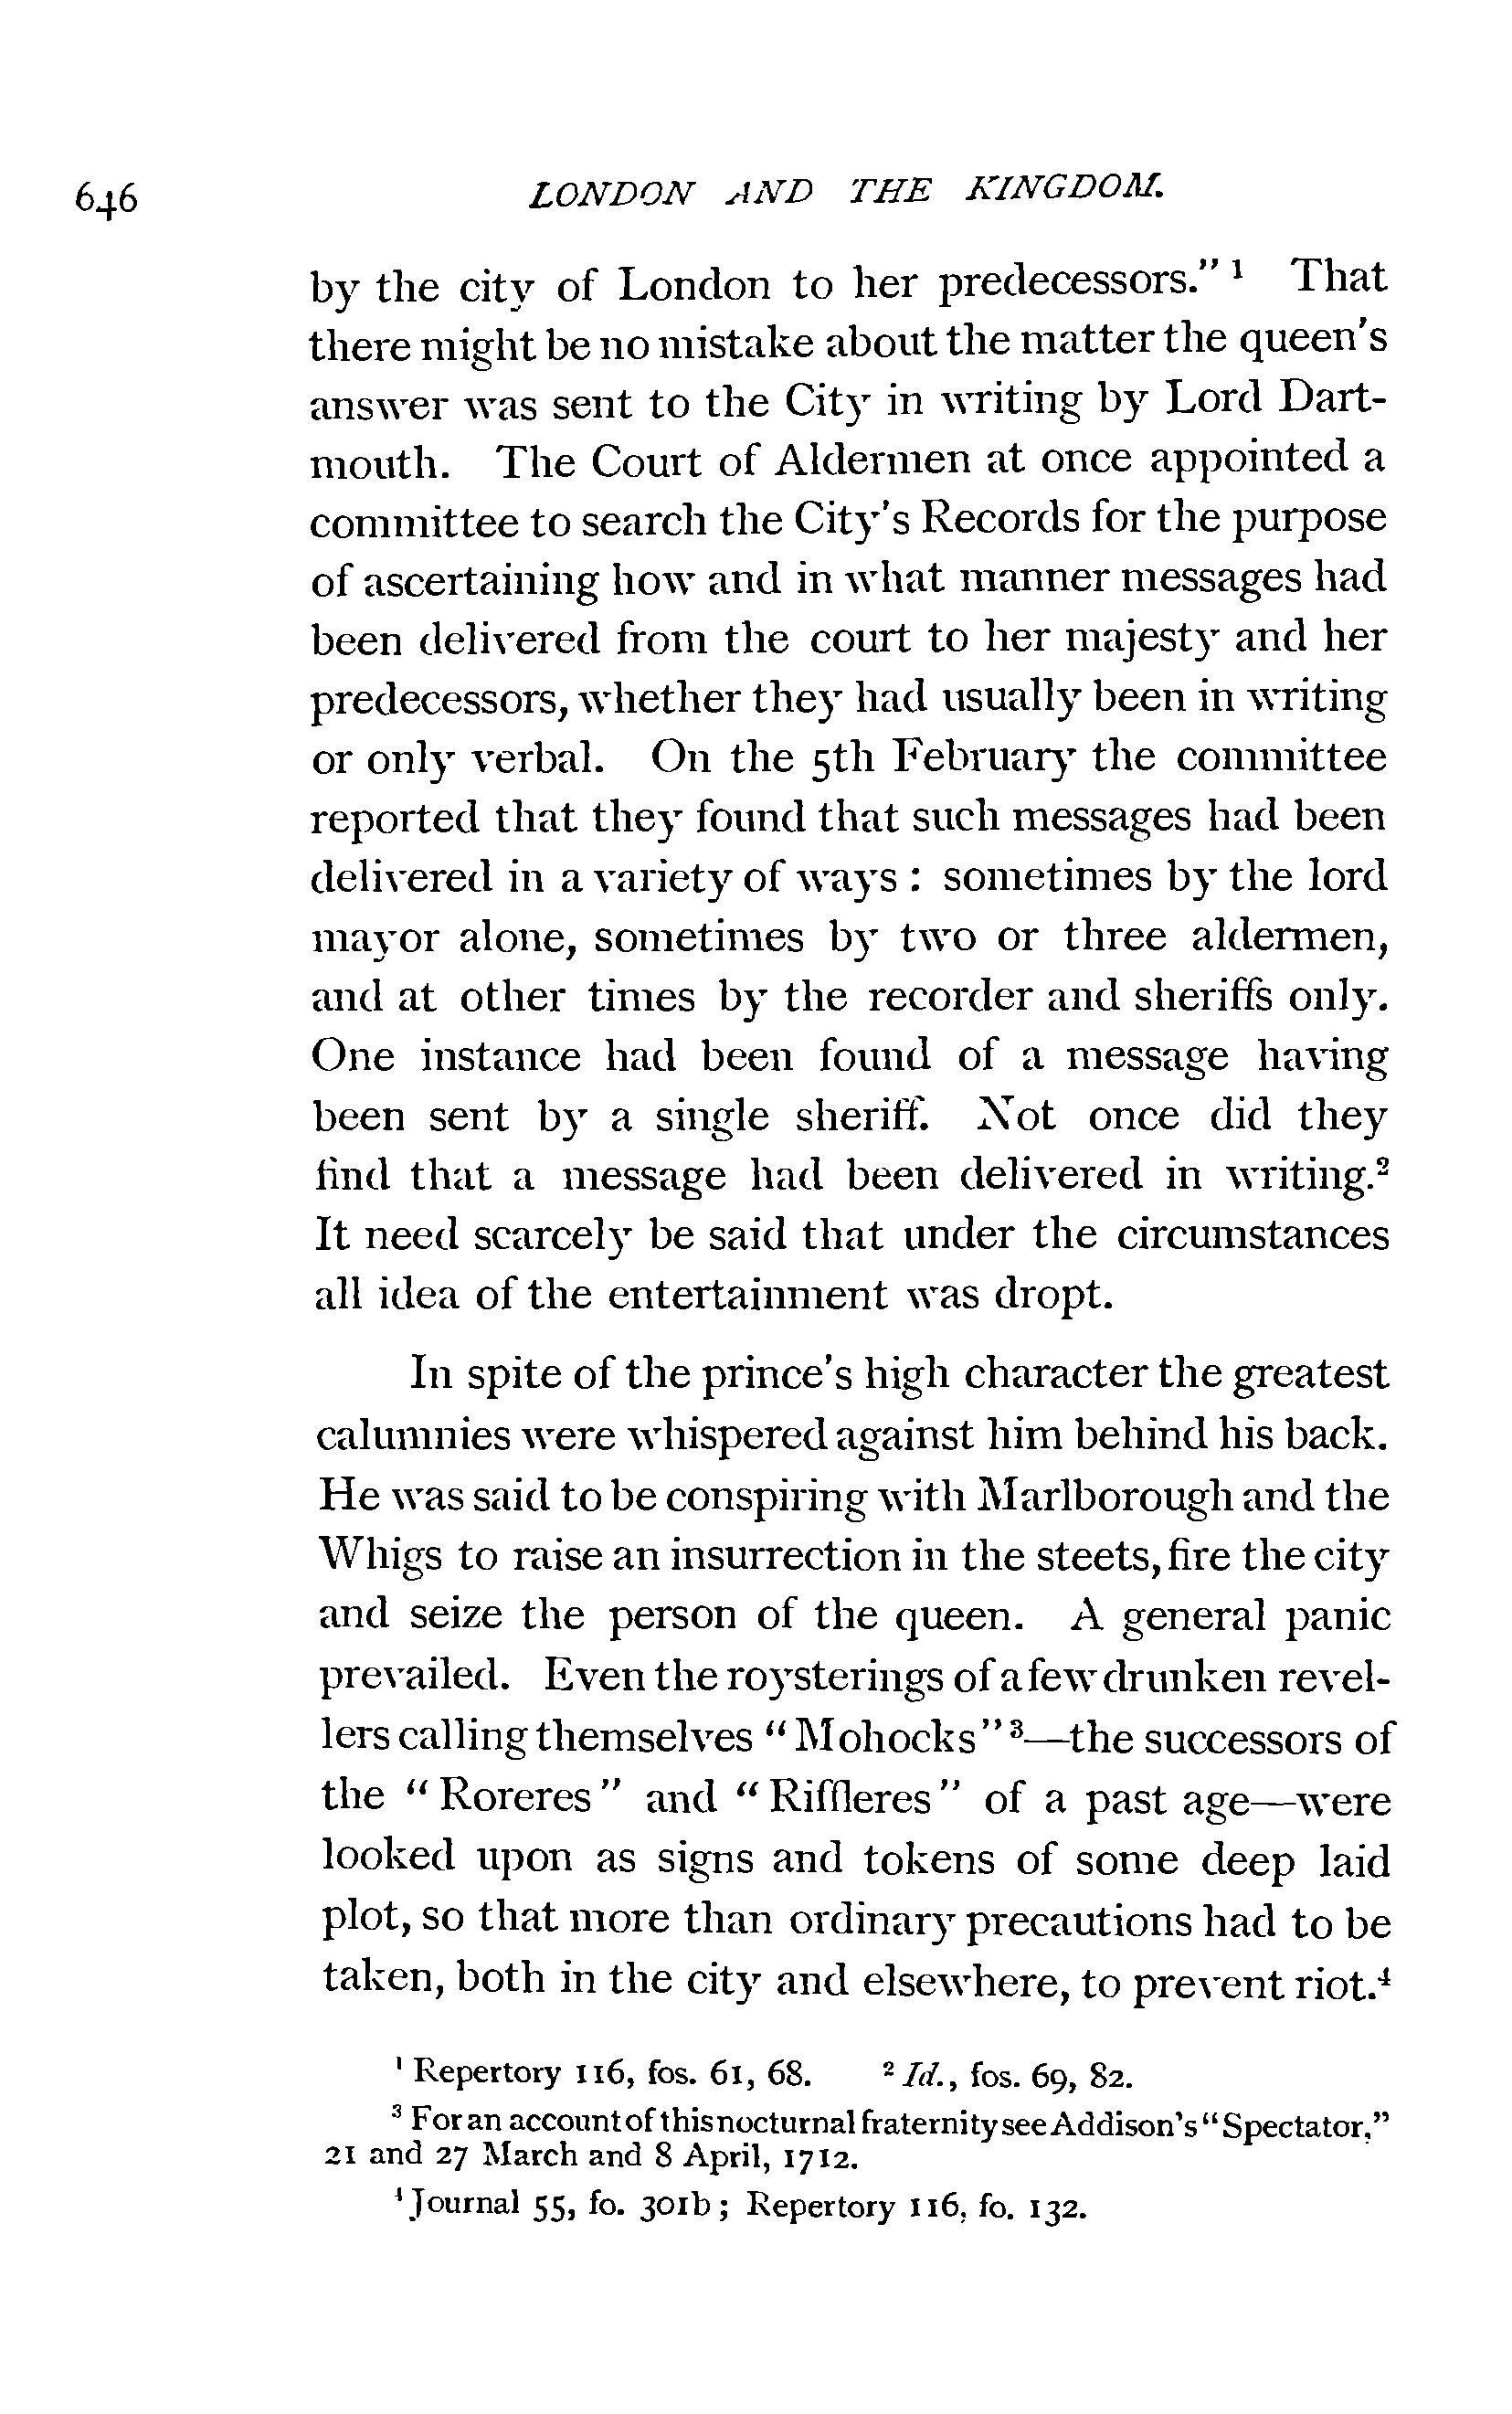 646
LONDON AND THE KINGDOM.
by the city of London to her predecessors." ¹ That
there might be no mistake about the matter the queen's
answer was sent to the City in writing by Lord Dart-
mouth. The Court of Aldermen at once appointed a
committee to search the City's Records for the purpose
of ascertaining how and in what manner messages had
been delivered from the court to her majesty and her
predecessors, whether they had usually been in writing
or only verbal. On the 5th February the committee
reported that they found that such messages had been
delivered in a variety of ways : sometimes by the lord
mayor alone, sometimes by two or three aldermen,
and at other times by the recorder and sheriffs only.
One instance had been found of a message having
been sent by a single sheriff. Not once did they
find that a message had been delivered in writing.²
It need scarcely be said that under the circumstances
all idea of the entertainment was dropt.
In spite of the prince's high character the greatest
calumnies were whispered against him behind his back.
He was said to be conspiring with Marlborough and the
Whigs to raise an insurrection in the steets, fire the city
and seize the person of the queen. A general panic
prevailed. Even the roysterings of a few drunken revel-
lers calling themselves "Mohocks" ³—the successors of
the "Roreres" and "Riffleres" of a past age—were
looked upon as signs and tokens of some deep laid
plot, so that more than ordinary precautions had to be
taken, both in the city and elsewhere, to prevent riot.⁴
¹ Repertory 116, fos. 61, 68. ² Id., fos. 69, 82.
³ For an account of this nocturnal fraternity see Addison's "Spectator,"
21 and 27 March and 8 April, 1712.
⁴ Journal 55, fo. 301b ; Repertory 116, fo. 132.